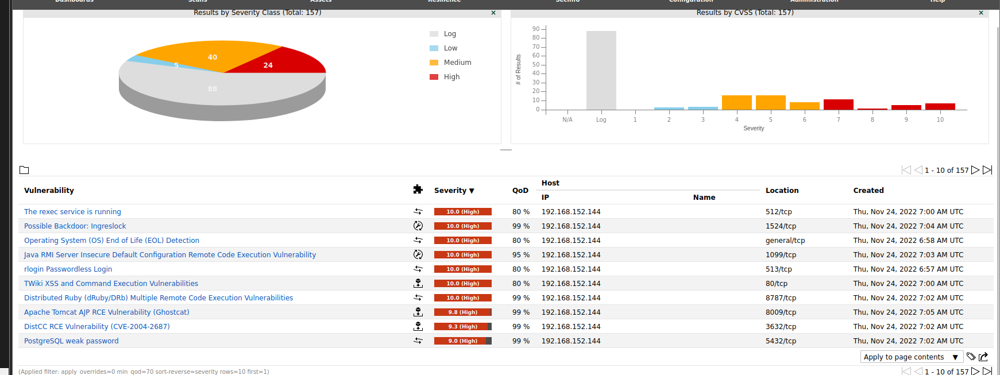 Dashboards Scans Assets Resilience SecInfo Configuration Administration Help
Results by Severity Class (Total: 157) ×
Results by CVSS (Total: 157) ×
40
5
24
88
Log
Low
Medium
High
# of Results
90
80
70
60
50
40
30
20
10
0
N/A Log 1 2 3 4 5 6 7 8 9 10
Severity
1 - 10 of 157
Vulnerability Severity ▼ QoD Host Location Created
IP Name
The rexec service is running 10.0 (High) 80 % 192.168.152.144 512/tcp Thu, Nov 24, 2022 7:00 AM UTC
Possible Backdoor: Ingreslock 10.0 (High) 99 % 192.168.152.144 1524/tcp Thu, Nov 24, 2022 7:04 AM UTC
Operating System (OS) End of Life (EOL) Detection 10.0 (High) 80 % 192.168.152.144 general/tcp Thu, Nov 24, 2022 6:58 AM UTC
Java RMI Server Insecure Default Configuration Remote Code Execution Vulnerability 10.0 (High) 95 % 192.168.152.144 1099/tcp Thu, Nov 24, 2022 7:03 AM UTC
rlogin Passwordless Login 10.0 (High) 80 % 192.168.152.144 513/tcp Thu, Nov 24, 2022 6:57 AM UTC
TWiki XSS and Command Execution Vulnerabilities 10.0 (High) 80 % 192.168.152.144 80/tcp Thu, Nov 24, 2022 7:00 AM UTC
Distributed Ruby (dRuby/DRb) Multiple Remote Code Execution Vulnerabilities 10.0 (High) 99 % 192.168.152.144 8787/tcp Thu, Nov 24, 2022 7:02 AM UTC
Apache Tomcat AJP RCE Vulnerability (Ghostcat) 9.8 (High) 99 % 192.168.152.144 8009/tcp Thu, Nov 24, 2022 7:05 AM UTC
DistCC RCE Vulnerability (CVE-2004-2687) 9.3 (High) 99 % 192.168.152.144 3632/tcp Thu, Nov 24, 2022 7:02 AM UTC
PostgreSQL weak password 9.0 (High) 99 % 192.168.152.144 5432/tcp Thu, Nov 24, 2022 7:02 AM UTC
Apply to page contents ▼
(Applied filter: apply_overrides=0 min_qod=70 sort-reverse=severity rows=10 first=1) 1 - 10 of 157